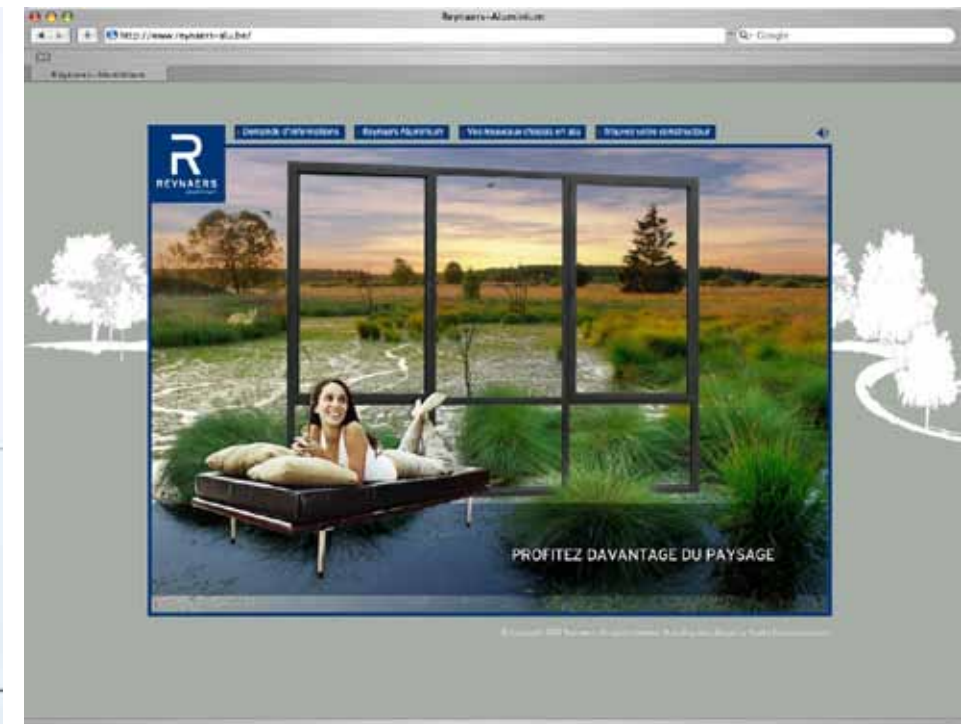 Reynaers-Aluminium
http://www.reynaers-alu.be/
Google
Reynaers-Aluminium
Demande d'informations
Reynaers Aluminium
Vos nouveaux châssis en alu
Trouvez votre constructeur
R
REYNAERS
PROFITEZ DAVANTAGE DU PAYSAGE